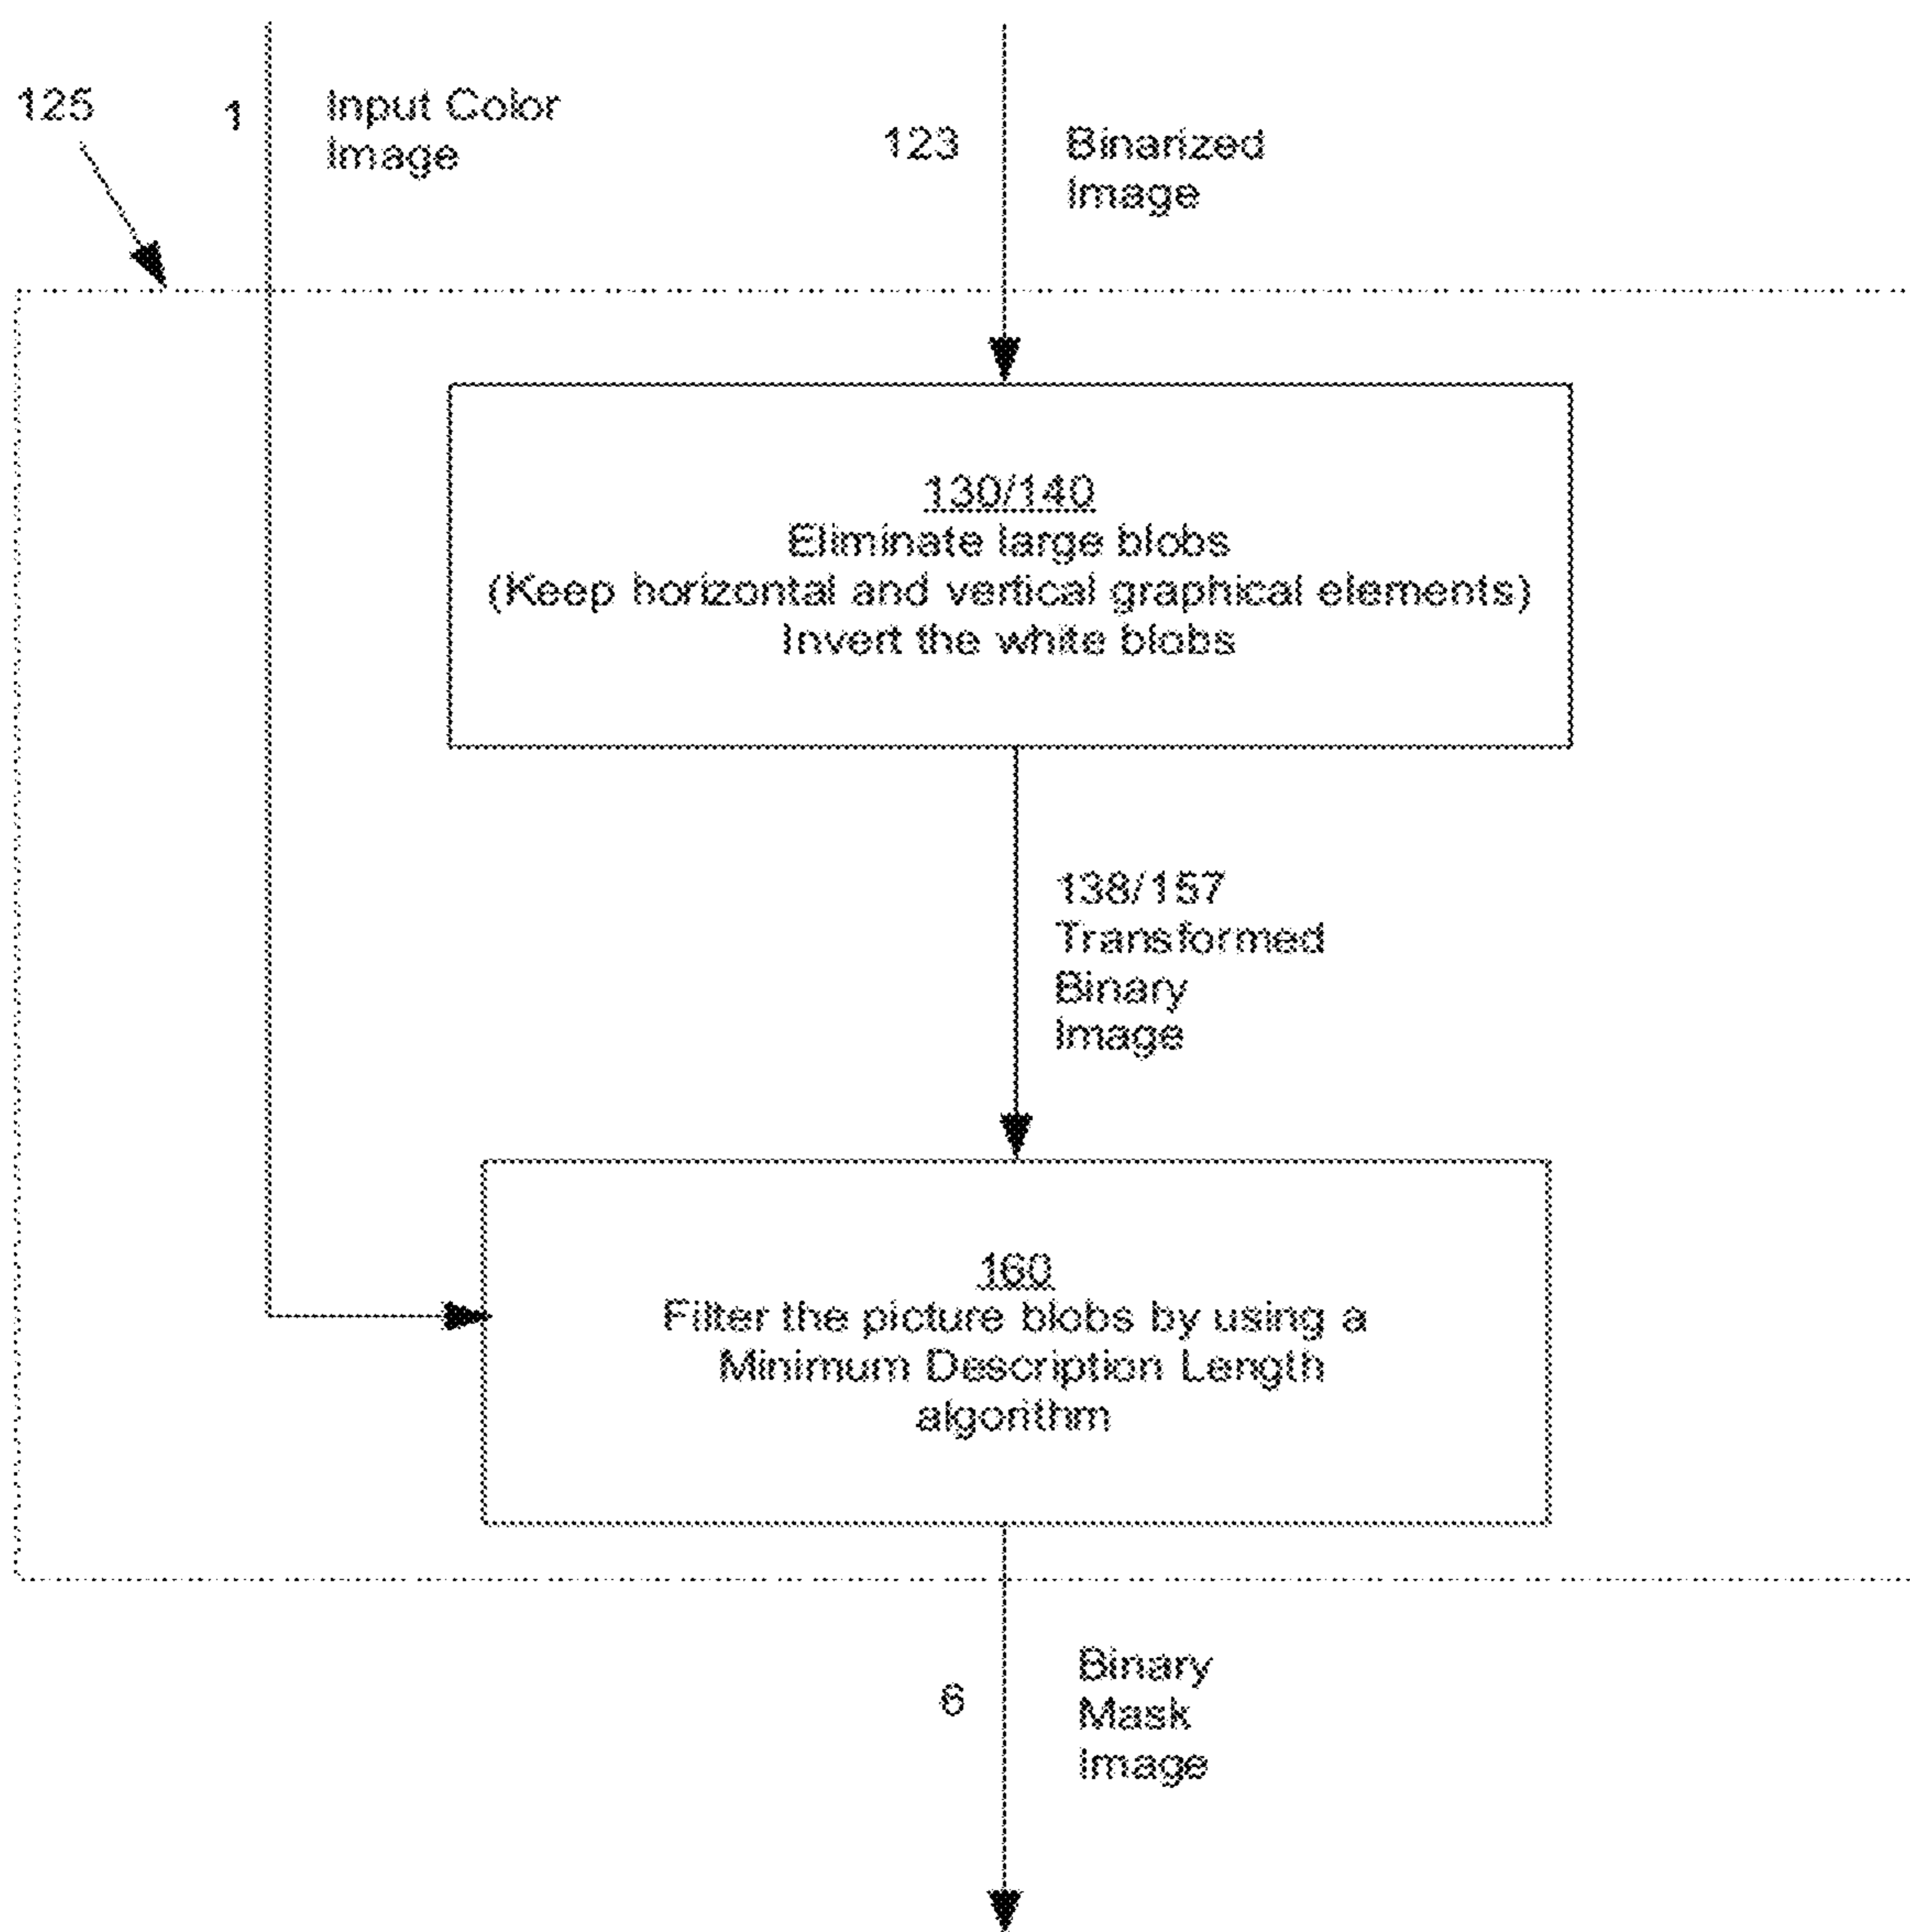 125
1
Input Color
Image
123
Binarized
Image
130/140
Eliminate large blobs
(Keep horizontal and vertical graphical elements)
Invert the white blobs
138/157
Transformed
Binary
Image
160
Filter the picture blobs by using a
Minimum Description Length
algorithm
6
Binary
Mask
Image